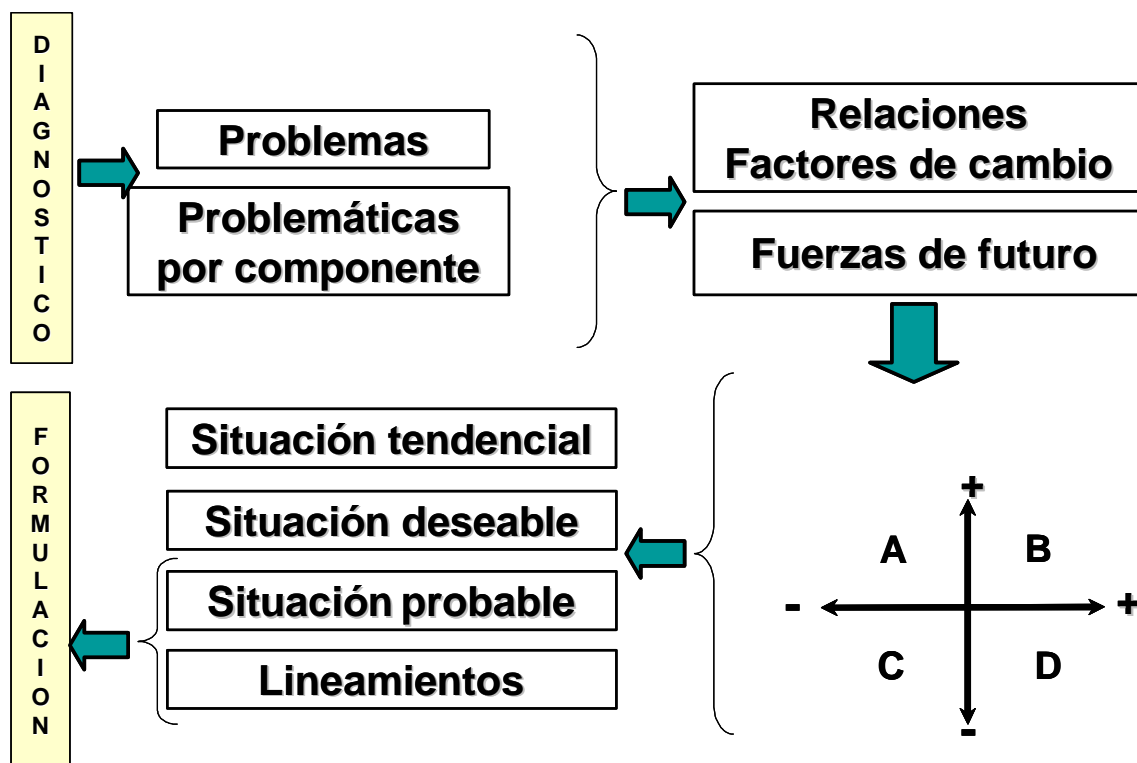 DIAGNOSTICO
Problemas
Problemáticas
por componente
Relaciones
Factores de cambio
Fuerzas de futuro
FORMULACION
Situación tendencial
Situación deseable
Situación probable
Lineamientos
+
A B
- +
C D
-